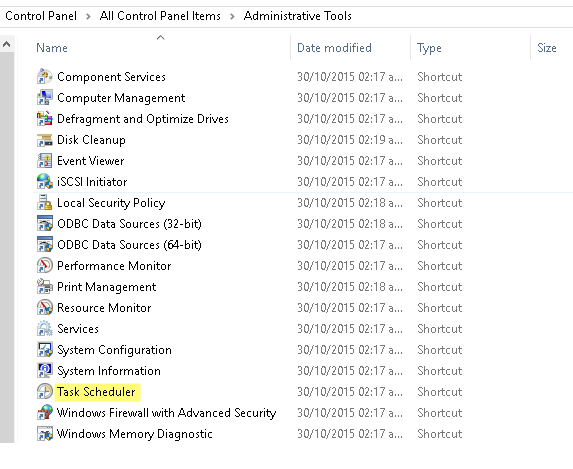 Control Panel > All Control Panel Items > Administrative Tools
Name Date modified Type Size
Component Services 30/10/2015 02:17 a... Shortcut
Computer Management 30/10/2015 02:17 a... Shortcut
Defragment and Optimize Drives 30/10/2015 02:17 a... Shortcut
Disk Cleanup 30/10/2015 02:19 a... Shortcut
Event Viewer 30/10/2015 02:17 a... Shortcut
iSCSI Initiator 30/10/2015 02:17 a... Shortcut
Local Security Policy 30/10/2015 02:18 a... Shortcut
ODBC Data Sources (32-bit) 30/10/2015 02:18 a... Shortcut
ODBC Data Sources (64-bit) 30/10/2015 02:17 a... Shortcut
Performance Monitor 30/10/2015 02:17 a... Shortcut
Print Management 30/10/2015 02:18 a... Shortcut
Resource Monitor 30/10/2015 02:17 a... Shortcut
Services 30/10/2015 02:17 a... Shortcut
System Configuration 30/10/2015 02:17 a... Shortcut
System Information 30/10/2015 02:17 a... Shortcut
Task Scheduler 30/10/2015 02:17 a... Shortcut
Windows Firewall with Advanced Security 30/10/2015 02:17 a... Shortcut
Windows Memory Diagnostic 30/10/2015 02:17 a... Shortcut